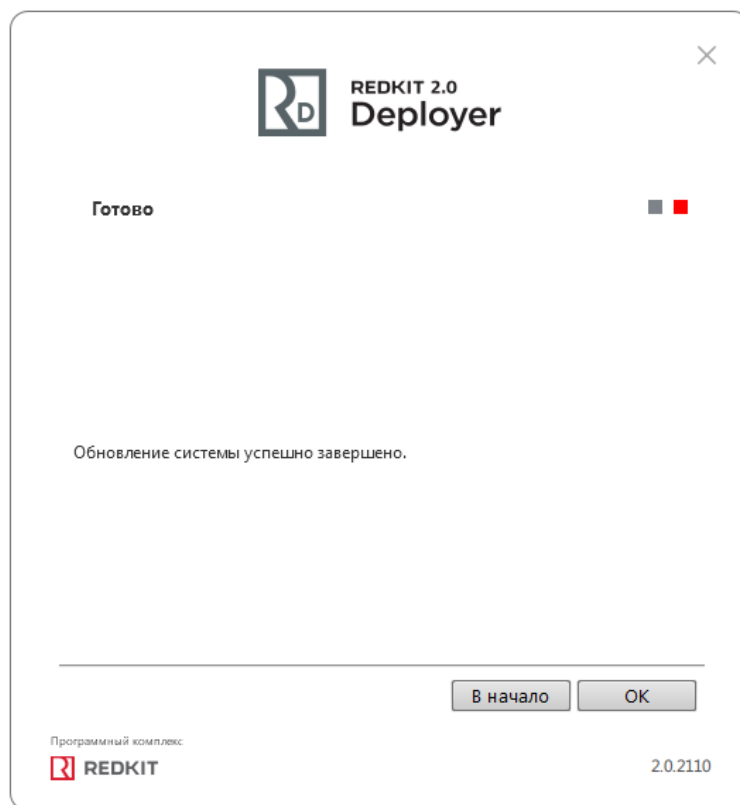 REDKIT 2.0
Deployer
Готово
Обновление системы успешно завершено.
В начало
OK
Программный комплекс
REDKIT
2.0.2110